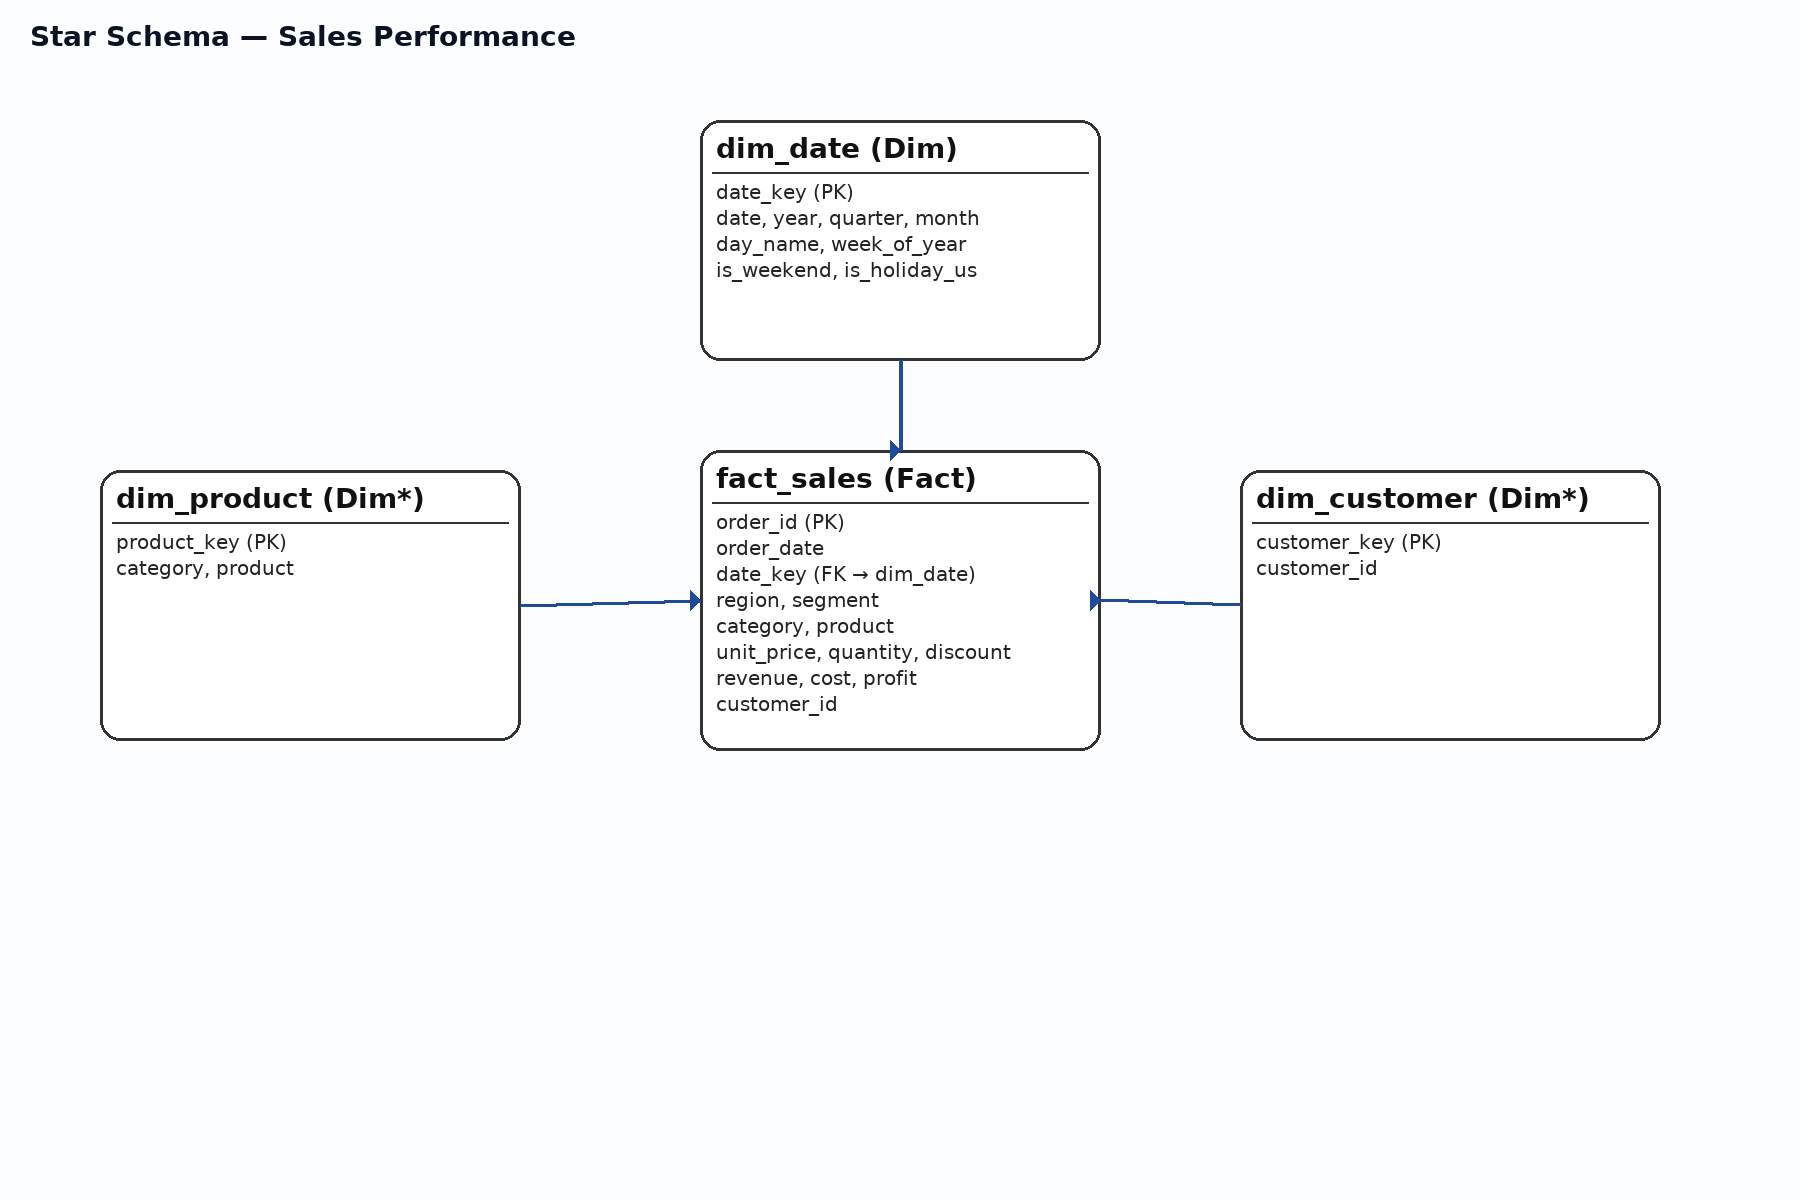 Star Schema — Sales Performance
dim_date (Dim)
date_key (PK)
date, year, quarter, month
day_name, week_of_year
is_weekend, is_holiday_us
dim_product (Dim*)
product_key (PK)
category, product
fact_sales (Fact)
order_id (PK)
order_date
date_key (FK → dim_date)
region, segment
category, product
unit_price, quantity, discount
revenue, cost, profit
customer_id
dim_customer (Dim*)
customer_key (PK)
customer_id